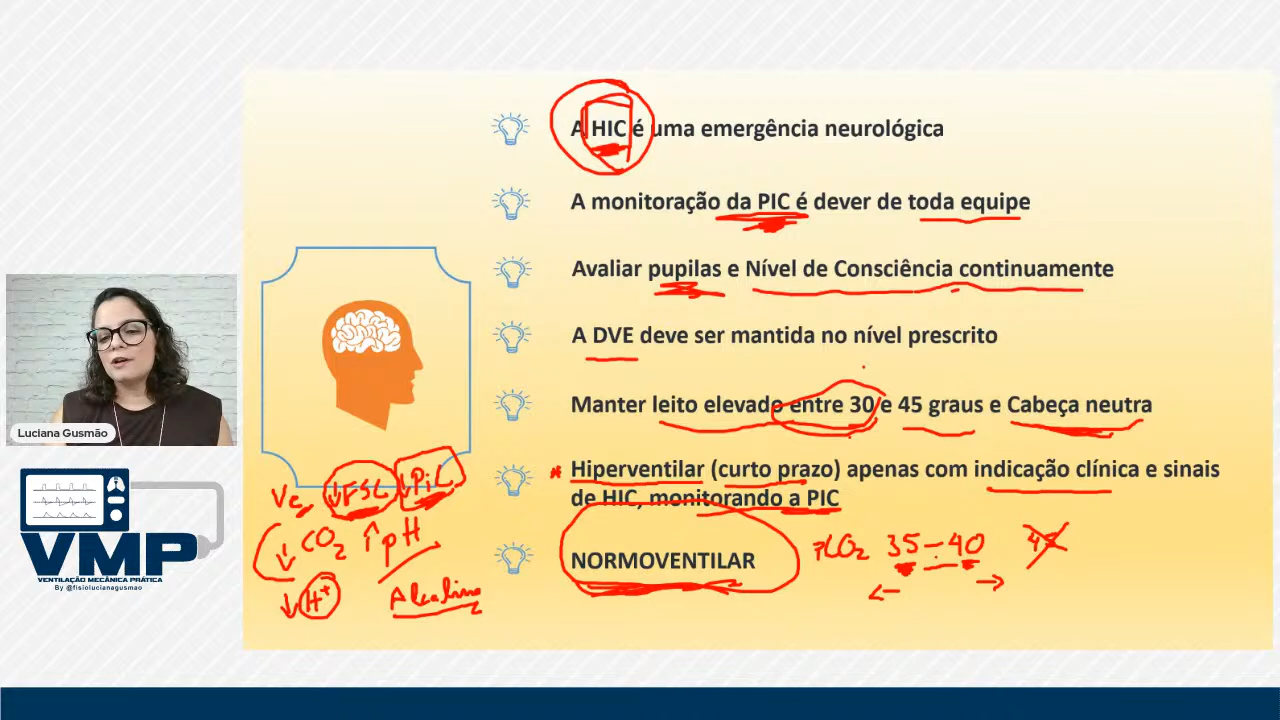 A HIC é uma emergência neurológica
A monitoração da PIC é dever de toda equipe
Avaliar pupilas e Nível de Consciência continuamente
A DVE deve ser mantida no nível prescrito
Manter leito elevado entre 30 e 45 graus e Cabeça neutra
Hiperventilar (curto prazo) apenas com indicação clínica e sinais
de HIC, monitorando a PIC
NORMOVENTILAR
pCO2 35-40
↓FSC ↓PiC
↓ CO2 ↑pH
↓ H+ Alcalino
Luciana Gusmão
VMP
VENTILAÇÃO MECÂNICA PRÁTICA
By @fisiolucianagusmao